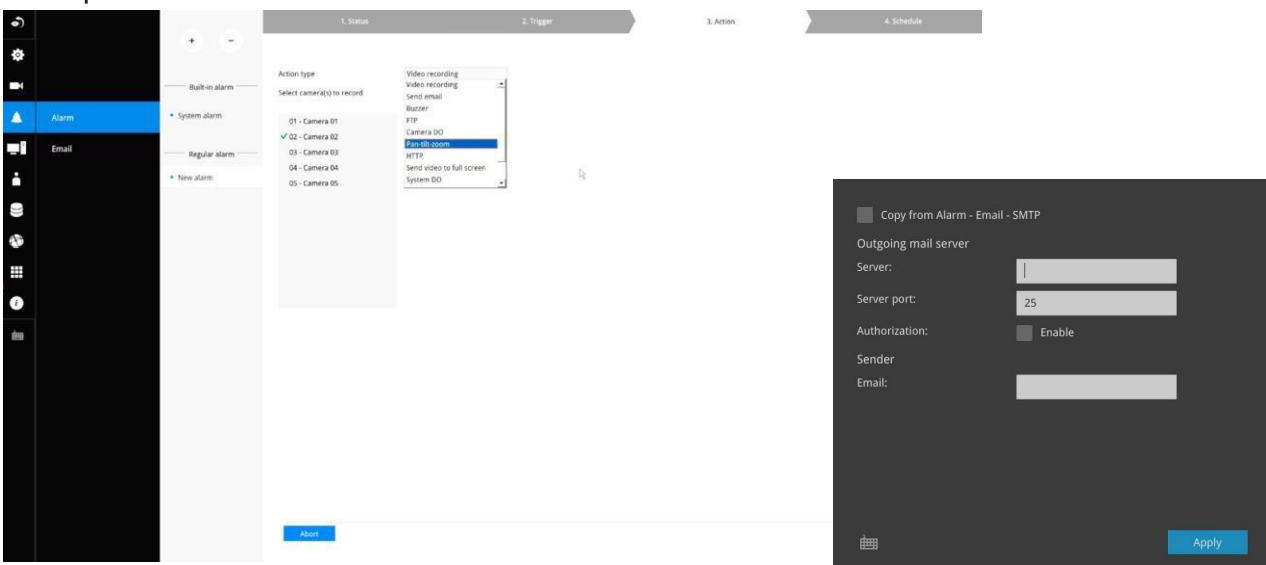 1. Status
2. Trigger
3. Action
4. Schedule
+ -
Alarm
Email
Built-in alarm
System alarm
Regular alarm
New alarm
Action type
Video recording
Select camera(s) to record
Video recording
Send email
Buzzer
FTP
Camera DO
Pan-tilt-zoom
HTTP
Send video to full screen
System DO
01 - Camera 01
02 - Camera 02
03 - Camera 03
04 - Camera 04
05 - Camera 05
Abort
Copy from Alarm - Email - SMTP
Outgoing mail server
Server:
Server port:
25
Authorization:
Enable
Sender
Email:
Apply